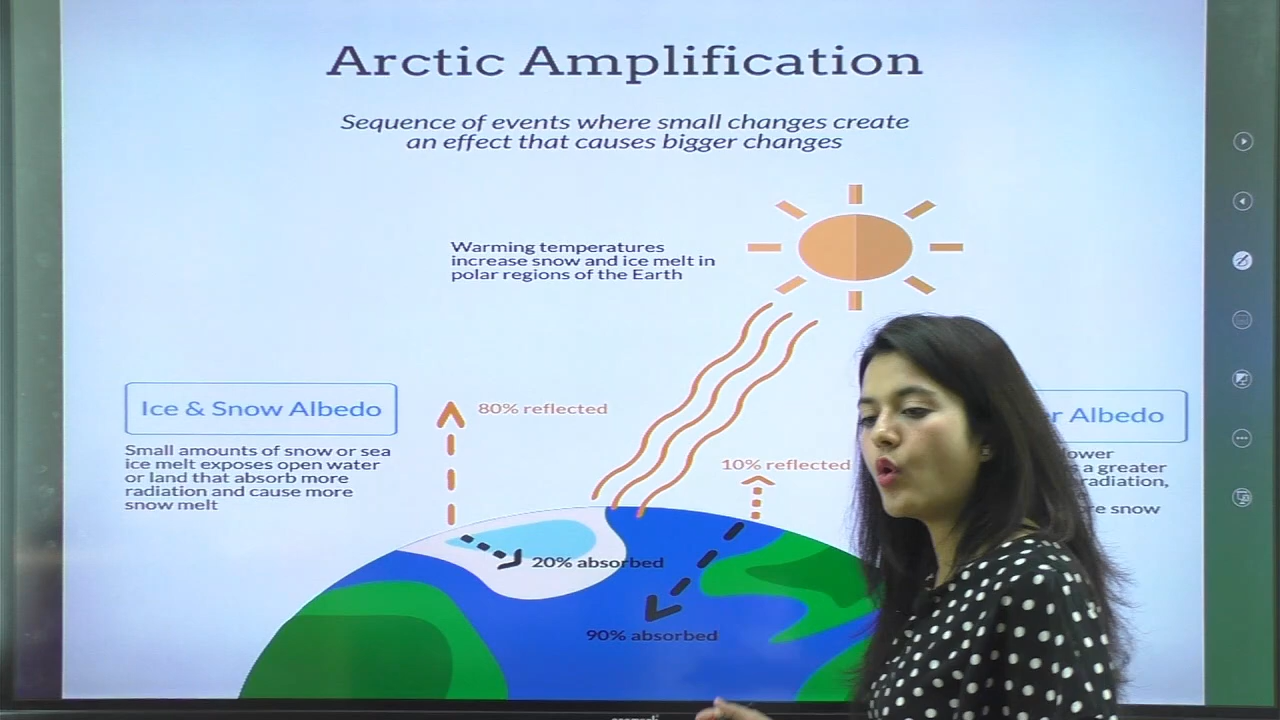 Arctic Amplification
Sequence of events where small changes create
an effect that causes bigger changes
Warming temperatures
increase snow and ice melt in
polar regions of the Earth
Ice & Snow Albedo
Small amounts of snow or sea
ice melt exposes open water
or land that absorb more
radiation and cause more
snow melt
80% reflected
20% absorbed
10% reflected
90% absorbed
Albedo
a greater
radiation,
snow